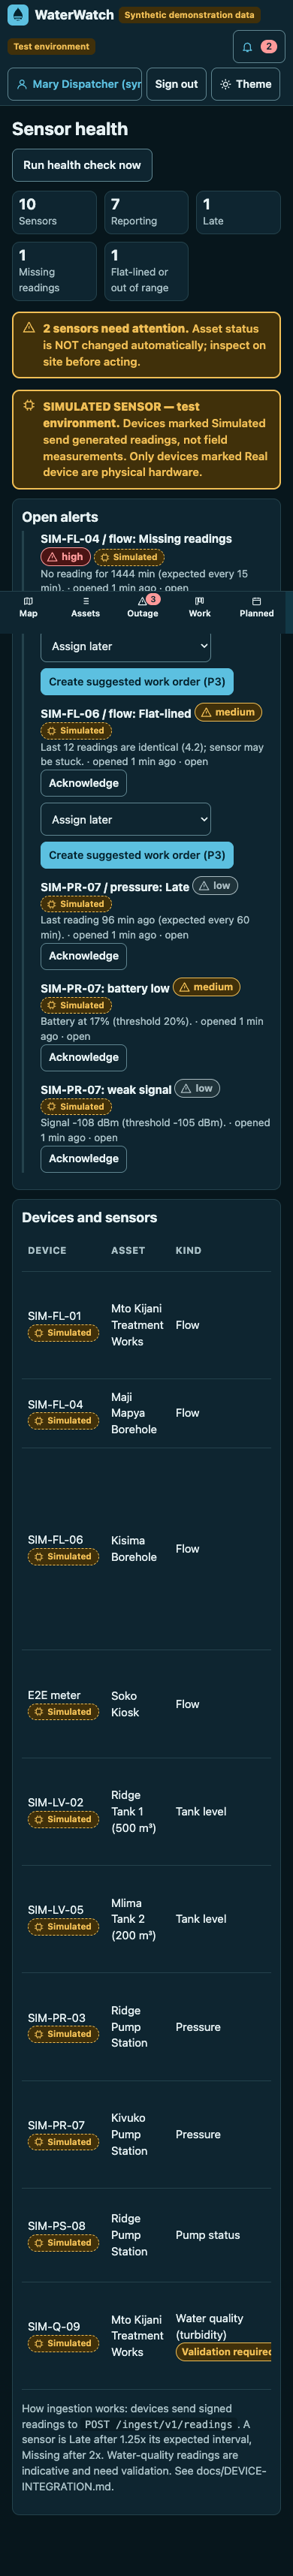 WaterWatch
Synthetic demonstration data
Test environment
2
Mary Dispatcher (syr
Sign out
Theme
Sensor health
Run health check now
10
Sensors
7
Reporting
1
Late
1
Missing
readings
1
Flat-lined or
out of range
2 sensors need attention. Asset status
is NOT changed automatically; inspect on
site before acting.
SIMULATED SENSOR — test
environment. Devices marked Simulated
send generated readings, not field
measurements. Only devices marked Real
device are physical hardware.
Open alerts
SIM-FL-04 / flow: Missing readings
high
Simulated
No reading for 1444 min (expected every 15
min). · opened 1 min ago · open
Map
Assets
3
Outage
Work
Planned
Assign later
Create suggested work order (P3)
SIM-FL-06 / flow: Flat-lined
medium
Simulated
Last 12 readings are identical (4.2); sensor may
be stuck. · opened 1 min ago · open
Acknowledge
Assign later
Create suggested work order (P3)
SIM-PR-07 / pressure: Late
low
Simulated
Last reading 96 min ago (expected every 60
min). · opened 1 min ago · open
Acknowledge
SIM-PR-07: battery low
medium
Simulated
Battery at 17% (threshold 20%). · opened 1 min
ago · open
Acknowledge
SIM-PR-07: weak signal
low
Simulated
Signal -108 dBm (threshold -105 dBm). · opened
1 min ago · open
Acknowledge
Devices and sensors
DEVICE ASSET KIND
SIM-FL-01
Simulated
Mto Kijani
Treatment
Works
Flow
SIM-FL-04
Simulated
Maji
Mapya
Borehole
Flow
SIM-FL-06
Simulated
Kisima
Borehole
Flow
E2E meter
Simulated
Soko
Kiosk
Flow
SIM-LV-02
Simulated
Ridge
Tank 1
(500 m³)
Tank level
SIM-LV-05
Simulated
Mlima
Tank 2
(200 m³)
Tank level
SIM-PR-03
Simulated
Ridge
Pump
Station
Pressure
SIM-PR-07
Simulated
Kivuko
Pump
Station
Pressure
SIM-PS-08
Simulated
Ridge
Pump
Station
Pump status
SIM-Q-09
Simulated
Mto Kijani
Treatment
Works
Water quality
(turbidity)
Validation required
How ingestion works: devices send signed
readings to POST /ingest/v1/readings . A
sensor is Late after 1.25x its expected interval,
Missing after 2x. Water-quality readings are
indicative and need validation. See docs/DEVICE-
INTEGRATION.md.